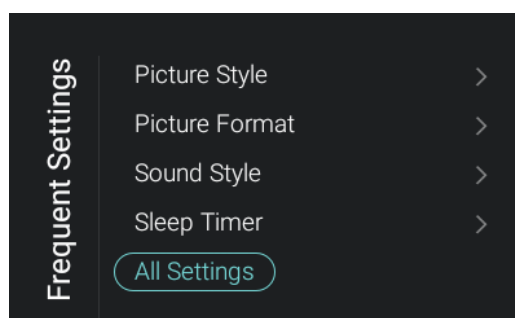 Frequent Settings
Picture Style
Picture Format
Sound Style
Sleep Timer
All Settings